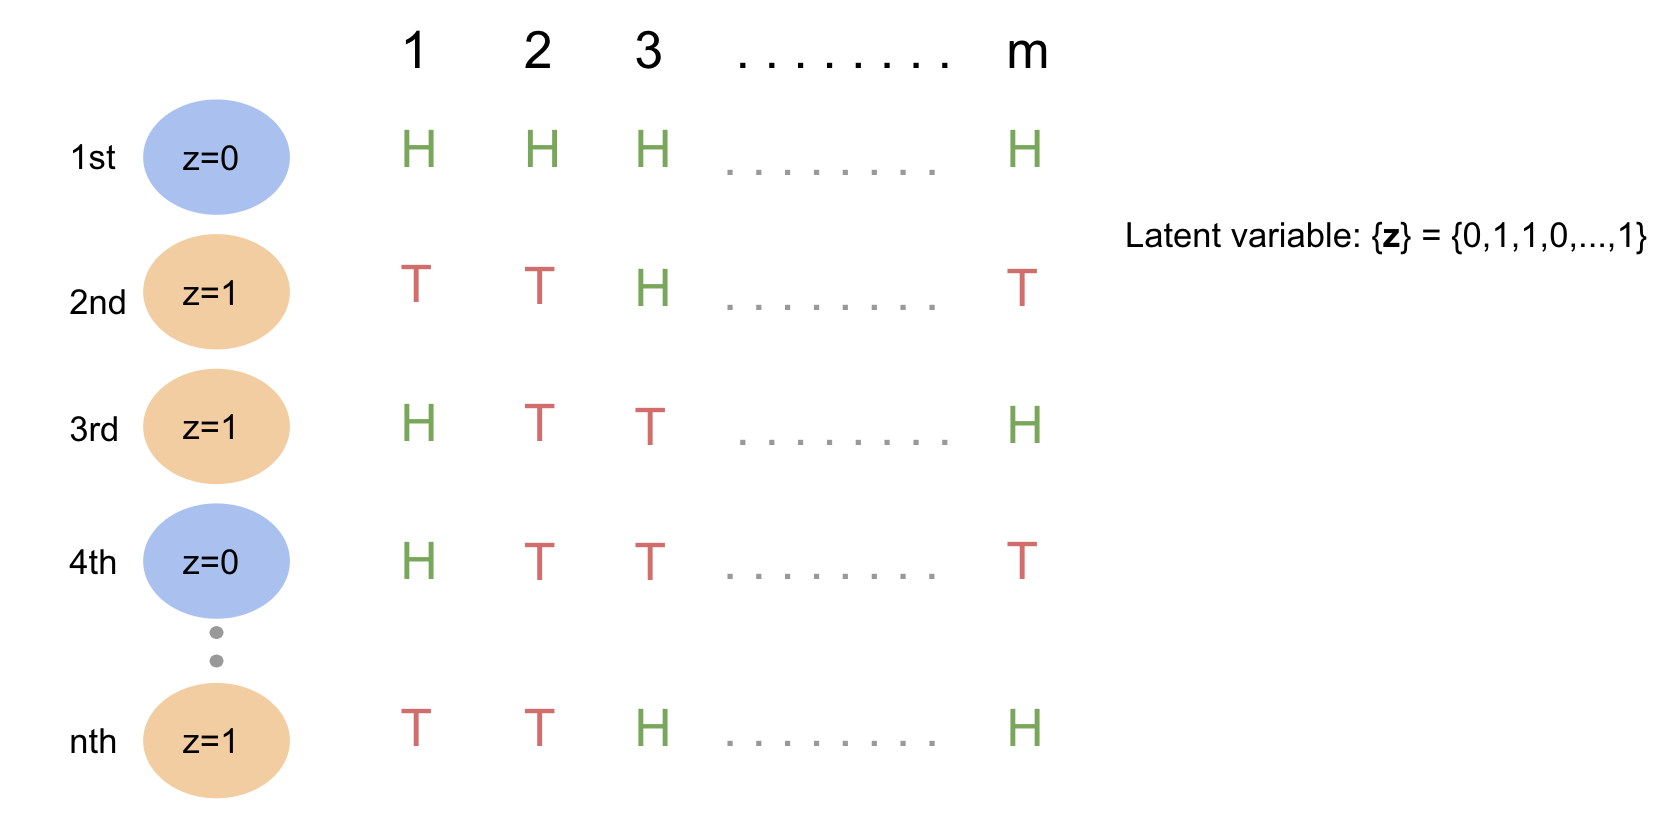 1 2 3 . . . . . . . . m
1st z=0 H H H . . . . . . . . H
Latent variable: {z} = {0,1,1,0,...,1}
2nd z=1 T T H . . . . . . . . T
3rd z=1 H T T . . . . . . . . H
4th z=0 H T T . . . . . . . . T
nth z=1 T T H . . . . . . . . H